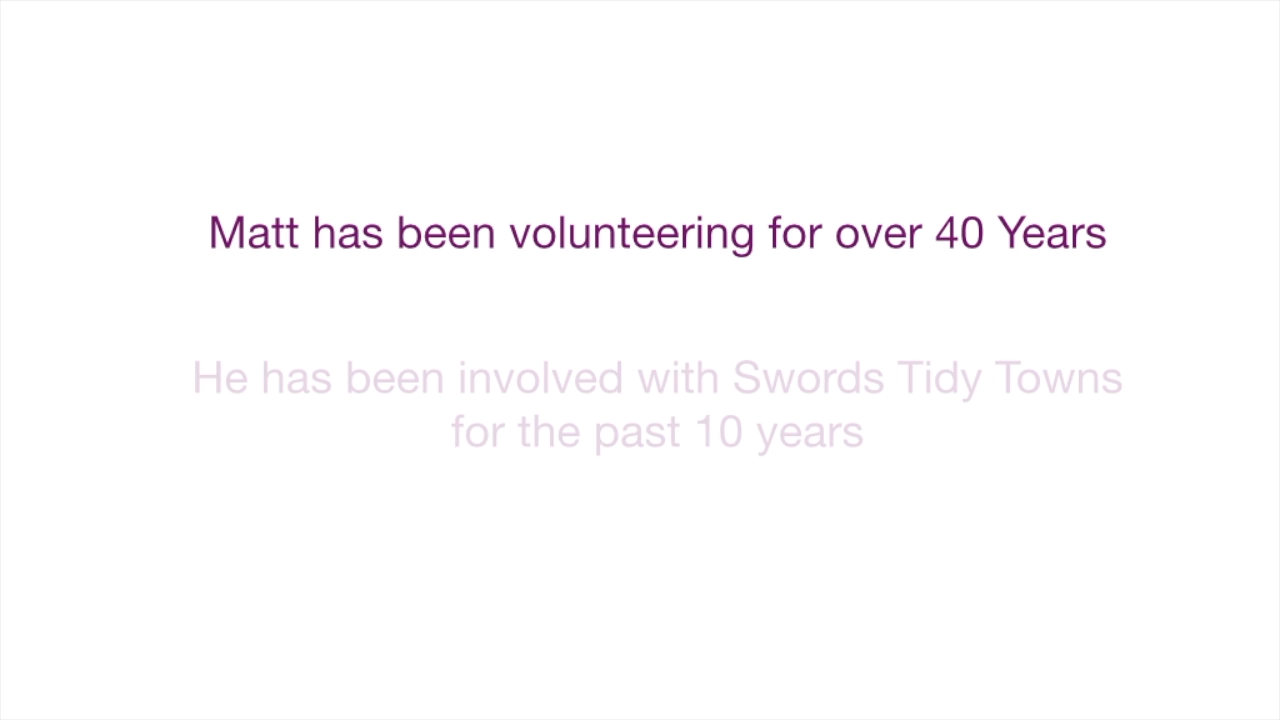 Matt has been volunteering for over 40 Years
He has been involved with Swords Tidy Towns
for the past 10 years